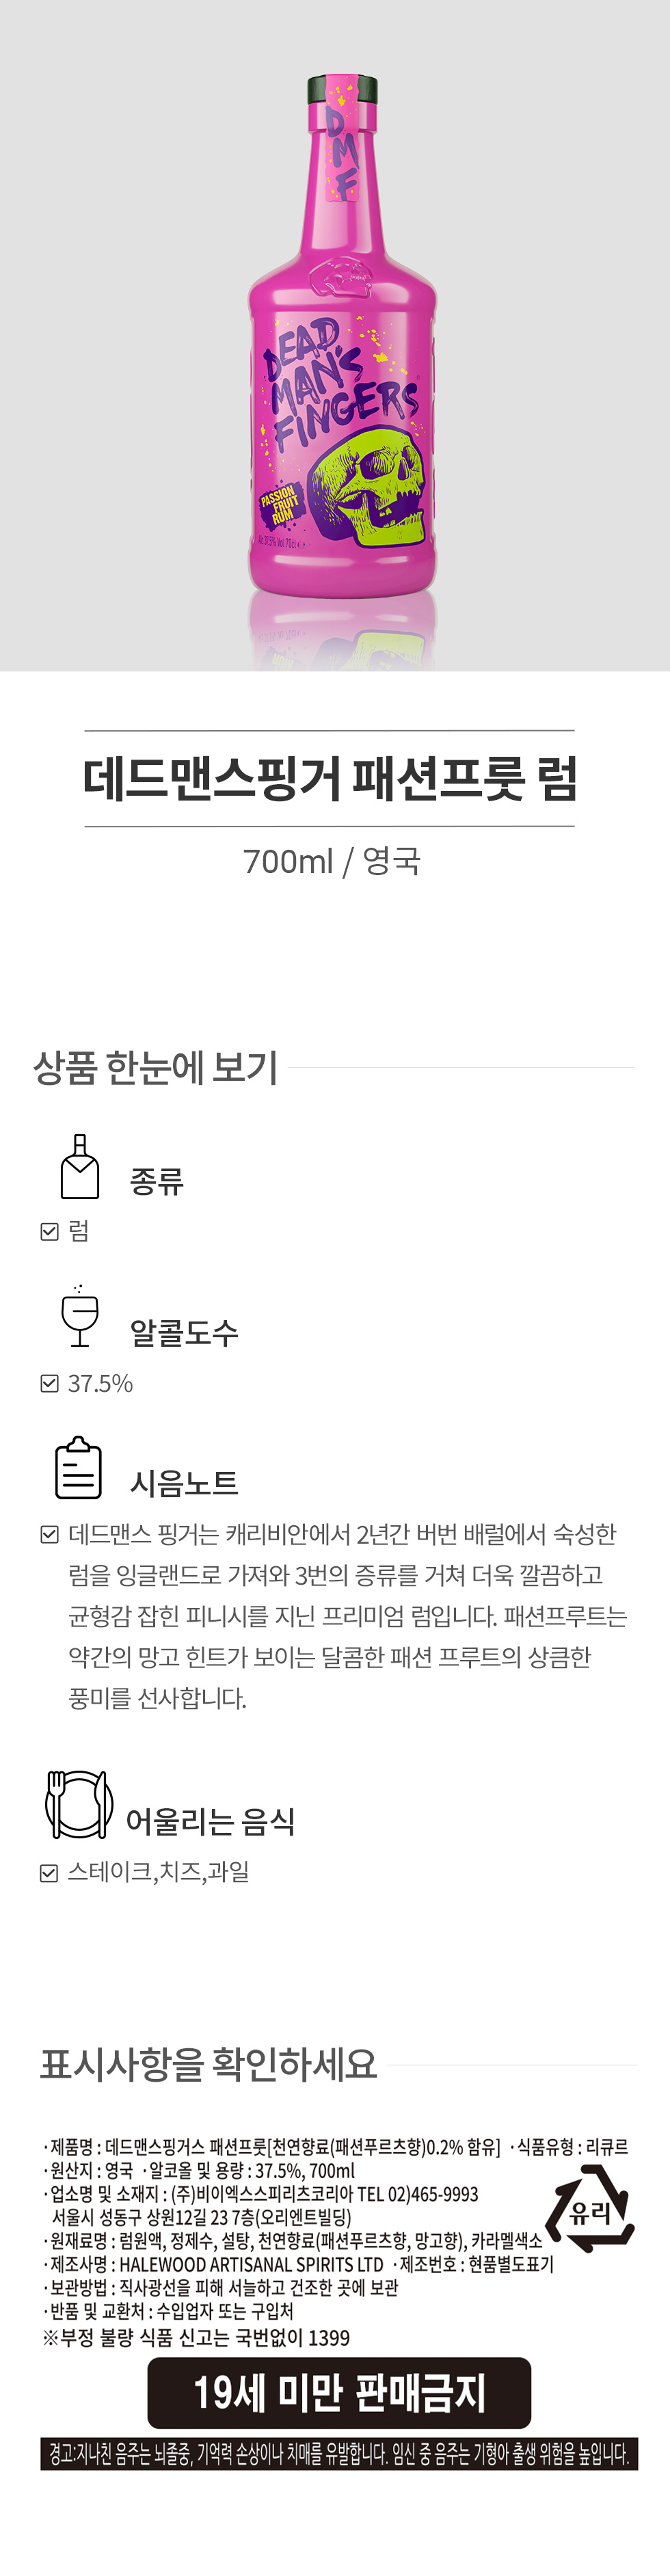 DMF
DEAD
MAN'S
FINGERS
PASSION
FRUIT
RUM
Alc 37.5% Vol 70cl e
데드맨스핑거 패션프룻 럼
700ml / 영국
상품 한눈에 보기
종류
럼
알콜도수
37.5%
시음노트
데드맨스 핑거는 캐리비안에서 2년간 버번 배럴에서 숙성한
럼을 잉글랜드로 가져와 3번의 증류를 거쳐 더욱 깔끔하고
균형감 잡힌 피니시를 지닌 프리미엄 럼입니다. 패션프루트는
약간의 망고 힌트가 보이는 달콤한 패션 프루트의 상큼한
풍미를 선사합니다.
어울리는 음식
스테이크,치즈,과일
표시사항을 확인하세요
·제품명 : 데드맨스핑거스 패션프룻[천연향료(패션푸르츠향)0.2% 함유] ·식품유형 : 리큐르
·원산지 : 영국 ·알코올 및 용량 : 37.5%, 700ml
·업소명 및 소재지 : (주)비이엑스스피리츠코리아 TEL 02)465-9993
서울시 성동구 상원12길 23 7층(오리엔트빌딩)
유리
·원재료명 : 럼원액, 정제수, 설탕, 천연향료(패션푸르츠향, 망고향), 카라멜색소
·제조사명 : HALEWOOD ARTISANAL SPIRITS LTD ·제조번호 : 현품별도표기
·보관방법 : 직사광선을 피해 서늘하고 건조한 곳에 보관
·반품 및 교환처 : 수입업자 또는 구입처
※부정 불량 식품 신고는 국번없이 1399
19세 미만 판매금지
경고:지나친 음주는 뇌졸중, 기억력 손상이나 치매를 유발합니다. 임신 중 음주는 기형아 출생 위험을 높입니다.